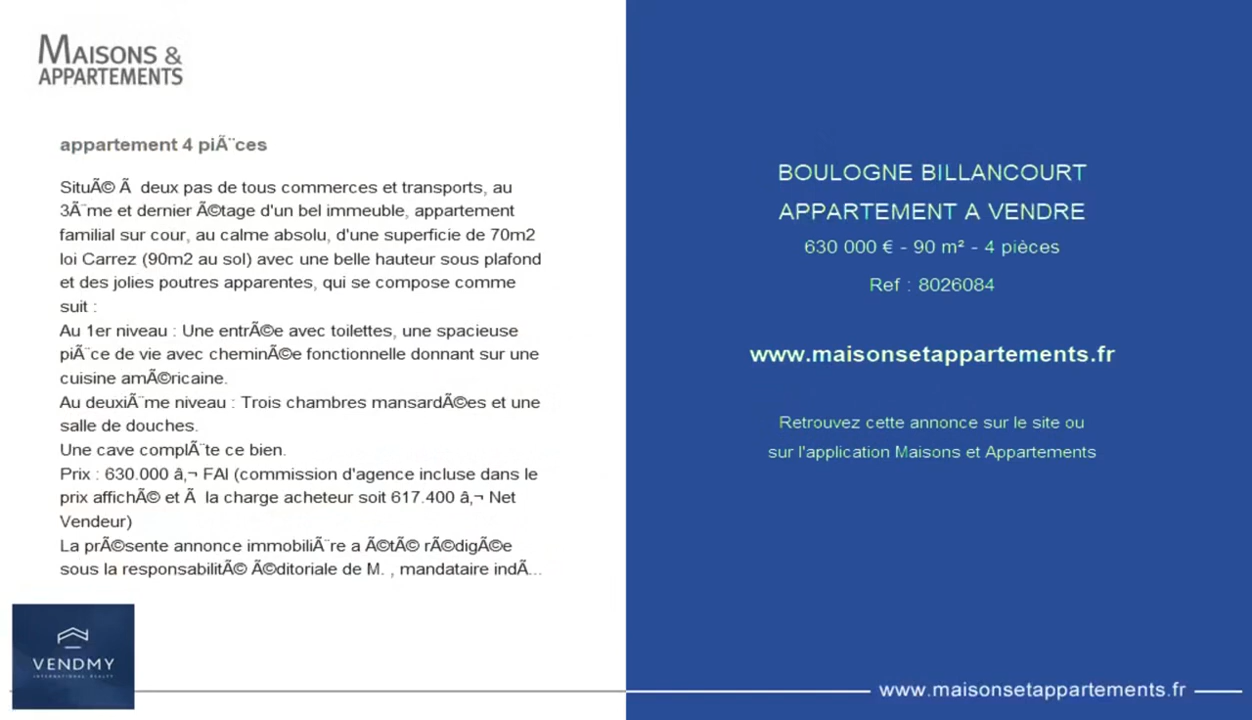 MAISONS &
APPARTEMENTS
appartement 4 piÃ¨ces
SituÃ© Ã  deux pas de tous commerces et transports, au
3Ã¨me et dernier Ã©tage d'un bel immeuble, appartement
familial sur cour, au calme absolu, d'une superficie de 70m2
loi Carrez (90m2 au sol) avec une belle hauteur sous plafond
et des jolies poutres apparentes, qui se compose comme
suit :
Au 1er niveau : Une entrÃ©e avec toilettes, une spacieuse
piÃ¨ce de vie avec cheminÃ©e fonctionnelle donnant sur une
cuisine amÃ©ricaine.
Au deuxiÃ¨me niveau : Trois chambres mansardÃ©es et une
salle de douches.
Une cave complÃ¨te ce bien.
Prix : 630.000 â‚¬ FAI (commission d'agence incluse dans le
prix affichÃ© et Ã  la charge acheteur soit 617.400 â‚¬ Net
Vendeur)
La prÃ©sente annonce immobiliÃ¨re a Ã©tÃ© rÃ©digÃ©e
sous la responsabilitÃ© Ã©ditoriale de M. , mandataire indÃ...
VENDMY
INTERNATIONAL REALTY
BOULOGNE BILLANCOURT
APPARTEMENT A VENDRE
630 000 € - 90 m² - 4 pièces
Ref : 8026084
www.maisonsetappartements.fr
Retrouvez cette annonce sur le site ou
sur l'application Maisons et Appartements
www.maisonsetappartements.fr